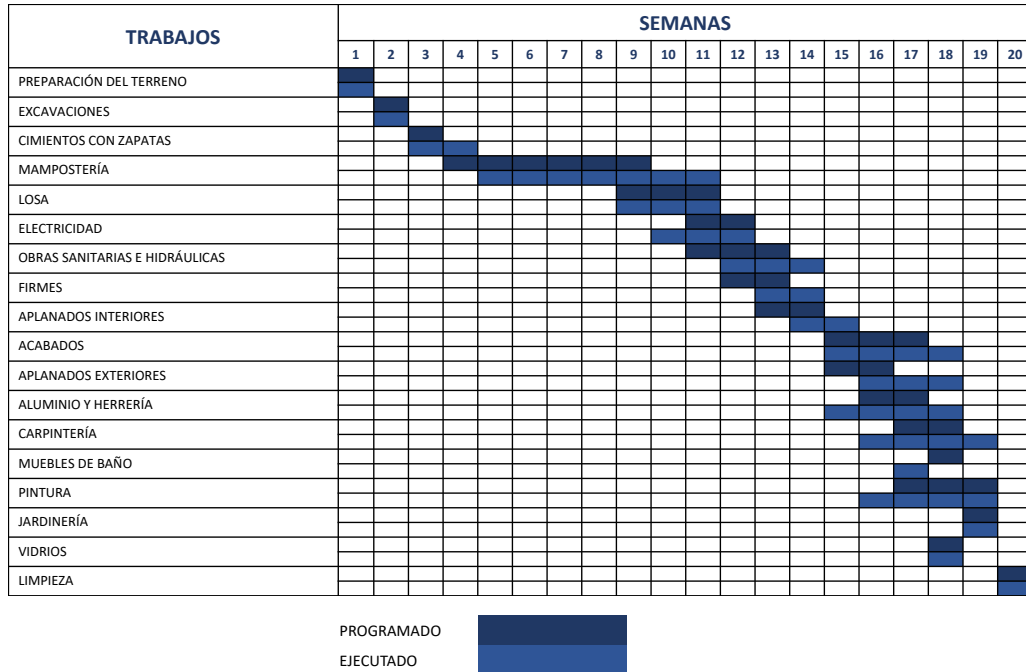 TRABAJOS
SEMANAS
1 2 3 4 5 6 7 8 9 10 11 12 13 14 15 16 17 18 19 20
PREPARACIÓN DEL TERRENO
EXCAVACIONES
CIMIENTOS CON ZAPATAS
MAMPOSTERÍA
LOSA
ELECTRICIDAD
OBRAS SANITARIAS E HIDRÁULICAS
FIRMES
APLANADOS INTERIORES
ACABADOS
APLANADOS EXTERIORES
ALUMINIO Y HERRERÍA
CARPINTERÍA
MUEBLES DE BAÑO
PINTURA
JARDINERÍA
VIDRIOS
LIMPIEZA
PROGRAMADO
EJECUTADO